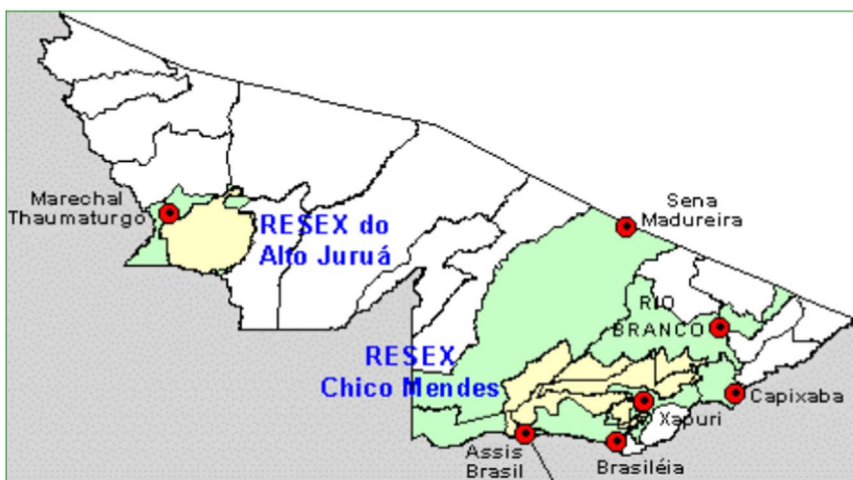 Marechal
Thaumaturgo
RESEX do
Alto Juruá
Sena
Madureira
RIO
BRANCO
RESEX
Chico Mendes
Capixaba
Xapuri
Assis
Brasil
Brasiléia